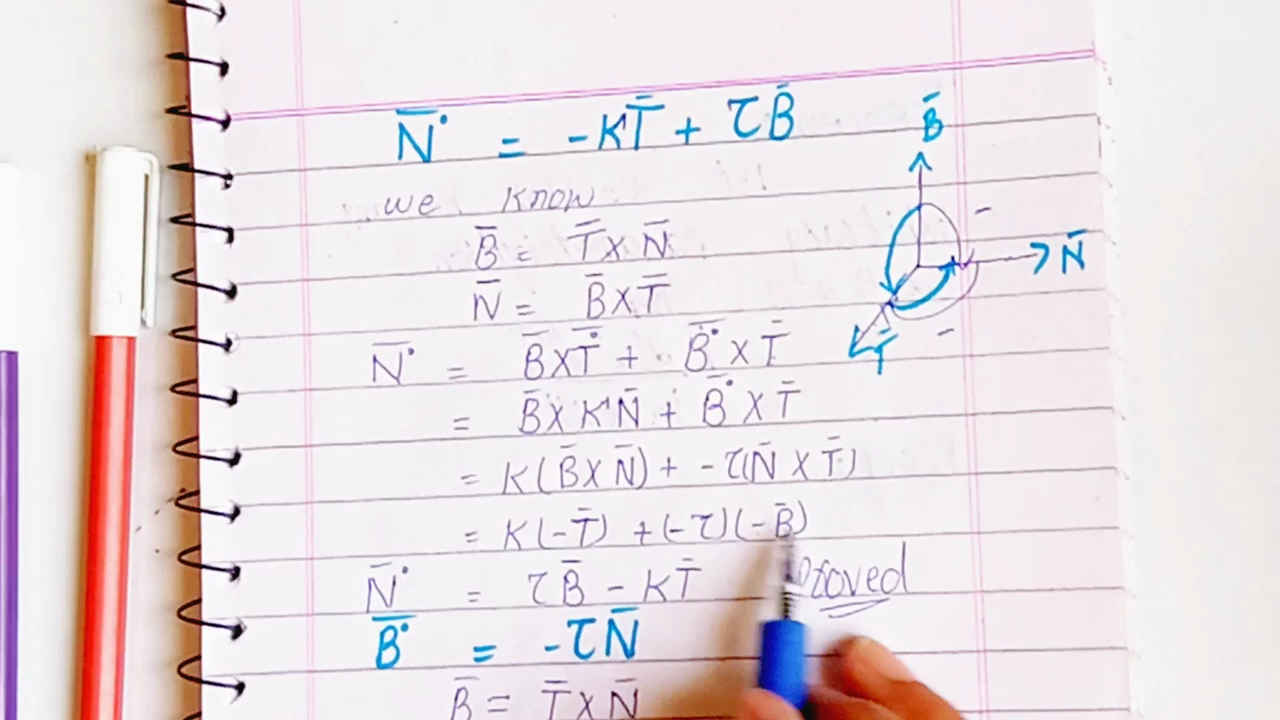 N̄˙ = -KT̄ + τB̄
we know
B̄ = T̄ × N̄
N̄ = B̄ × T̄
N̄˙ = B̄ × T̄˙ + B̄˙ × T̄
= B̄ × KN̄ + B̄˙ × T̄
= K(B̄ × N̄) + -τ(N̄ × T̄)
= K(-T̄) + (-τ)(-B̄)
N̄˙ = τB̄ - KT̄ Proved
B̄˙ = -τN̄
B̄ = T̄ × N̄
B̄
-
N̄
-
T̄